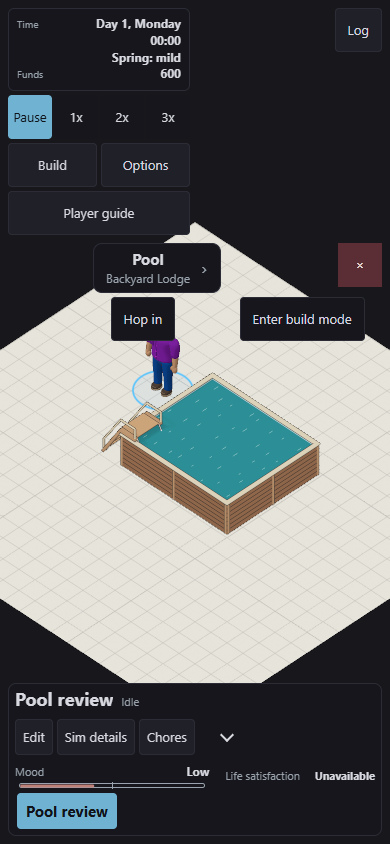 Time Day 1, Monday
00:00
Spring: mild
Funds 600
Log
Pause 1x 2x 3x
Build Options
Player guide
Pool
Backyard Lodge
›
×
Hop in Enter build mode
Pool review Idle
Edit Sim details Chores
Mood Low Life satisfaction Unavailable
Pool review